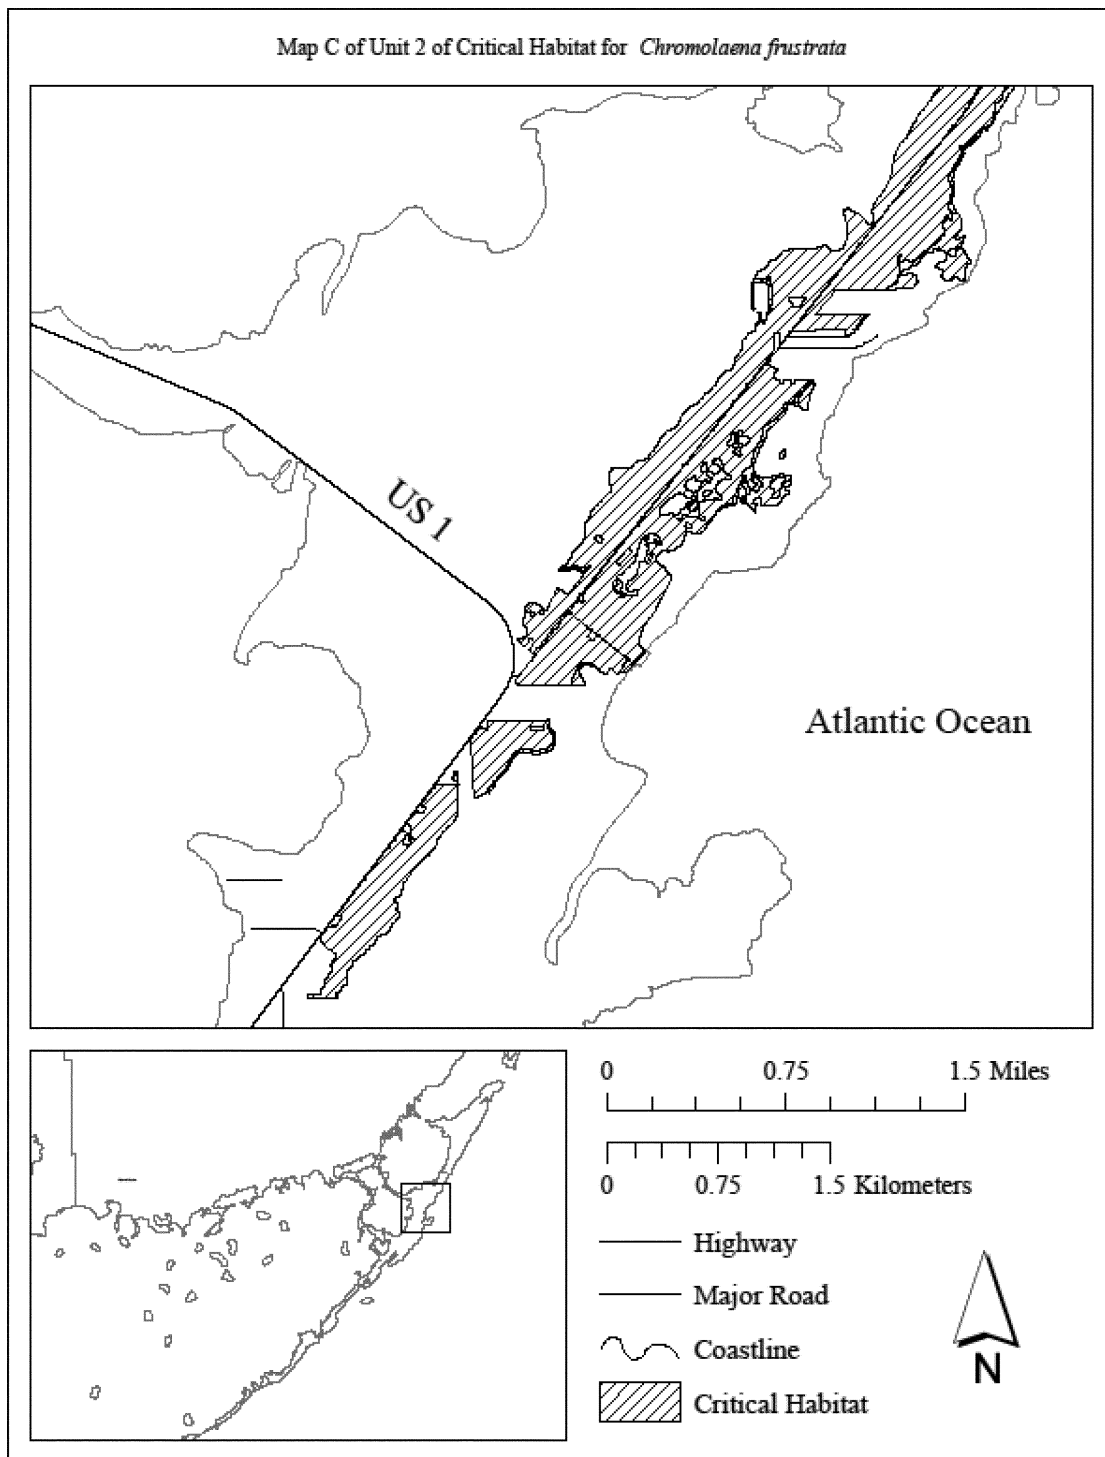 Map C of Unit 2 of Critical Habitat for Chromolaena frustrata
US 1
Atlantic Ocean
0 0.75 1.5 Miles
0 0.75 1.5 Kilometers
Highway
Major Road
Coastline
Critical Habitat
N